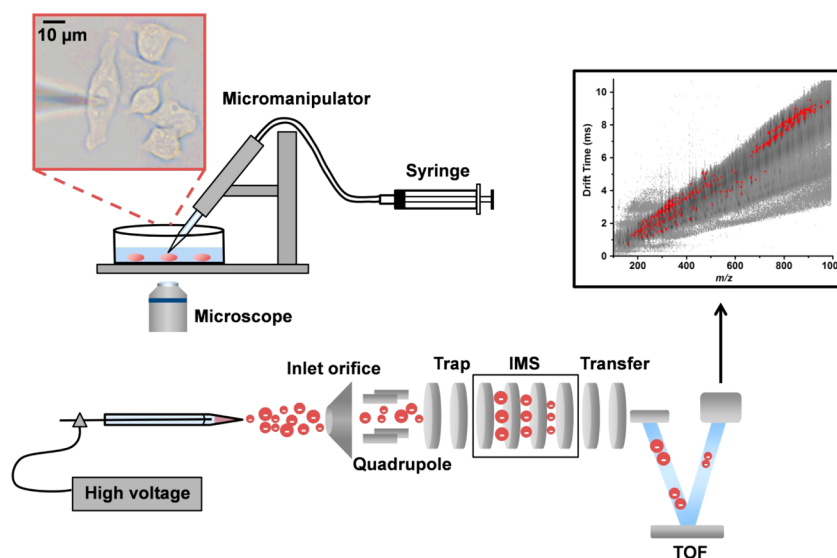 10 µm
Micromanipulator
Syringe
Microscope
Drift Time (ms)
10
8
6
4
2
0
200
400
600
800
100
m/z
Inlet orifice
Trap
IMS
Transfer
Quadrupole
High voltage
TOF